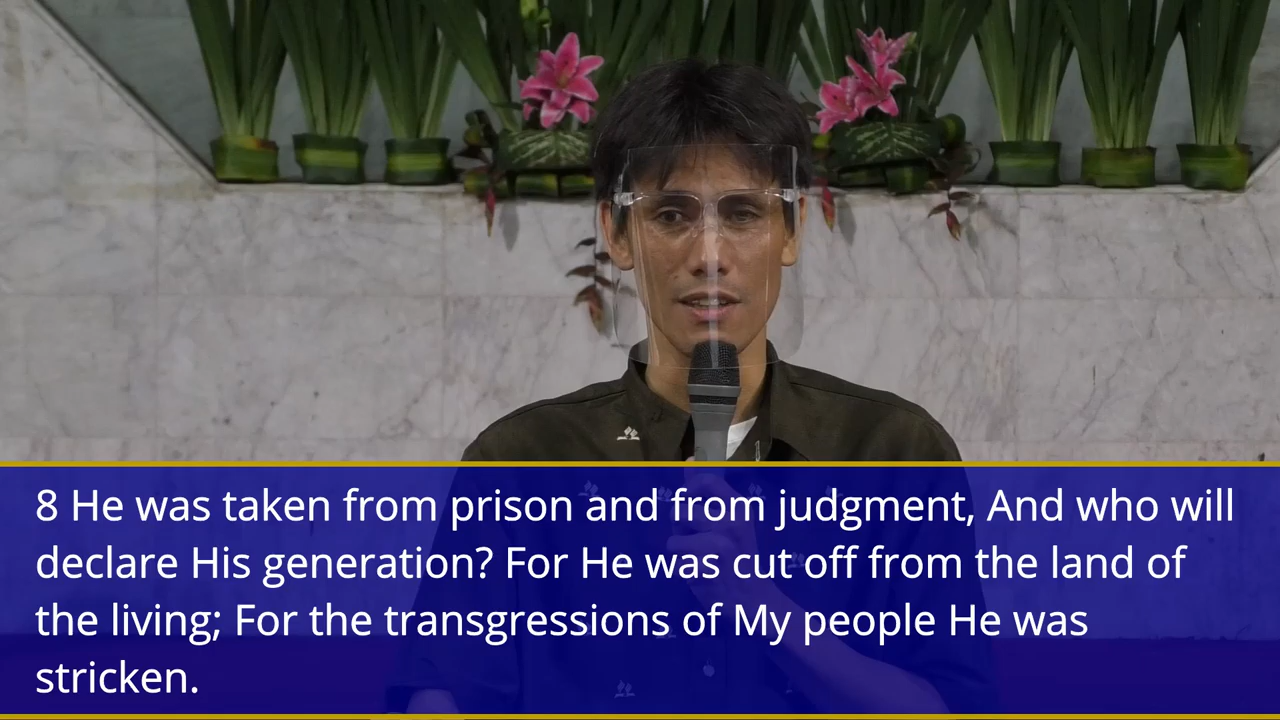 8 He was taken from prison and from judgment, And who will
declare His generation? For He was cut off from the land of
the living; For the transgressions of My people He was
stricken.